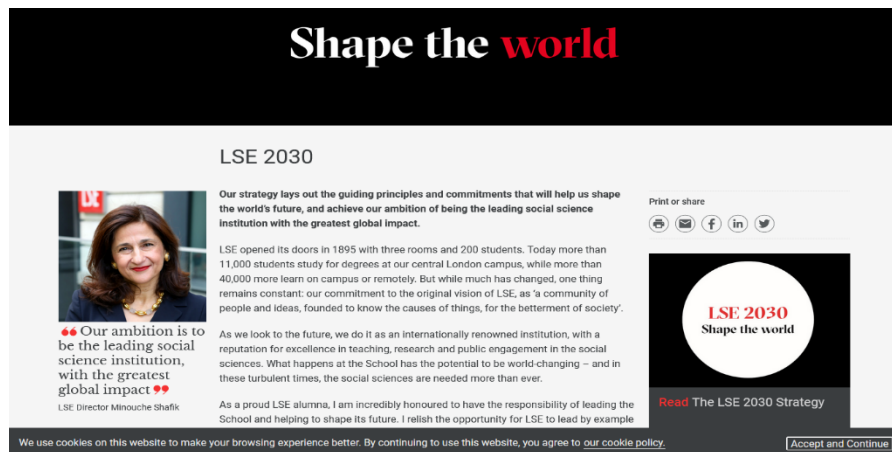 Shape the world
LSE 2030
LSE
Our ambition is to
be the leading social
science institution,
with the greatest
global impact
LSE Director Minouche Shafik
Our strategy lays out the guiding principles and commitments that will help us shape
the world's future, and achieve our ambition of being the leading social science
institution with the greatest global impact.
LSE opened its doors in 1895 with three rooms and 200 students. Today more than
11,000 students study for degrees at our central London campus, while more than
40,000 more learn on campus or remotely. But while much has changed, one thing
remains constant: our commitment to the original vision of LSE, as 'a community of
people and ideas, founded to know the causes of things, for the betterment of society'.
As we look to the future, we do it as an internationally renowned institution, with a
reputation for excellence in teaching, research and public engagement in the social
sciences. What happens at the School has the potential to be world-changing – and in
these turbulent times, the social sciences are needed more than ever.
As a proud LSE alumna, I am incredibly honoured to have the responsibility of leading the
School and helping to shape its future. I relish the opportunity for LSE to lead by example
Print or share
LSE 2030
Shape the world
Read The LSE 2030 Strategy
We use cookies on this website to make your browsing experience better. By continuing to use this website, you agree to our cookie policy.
Accept and Continue